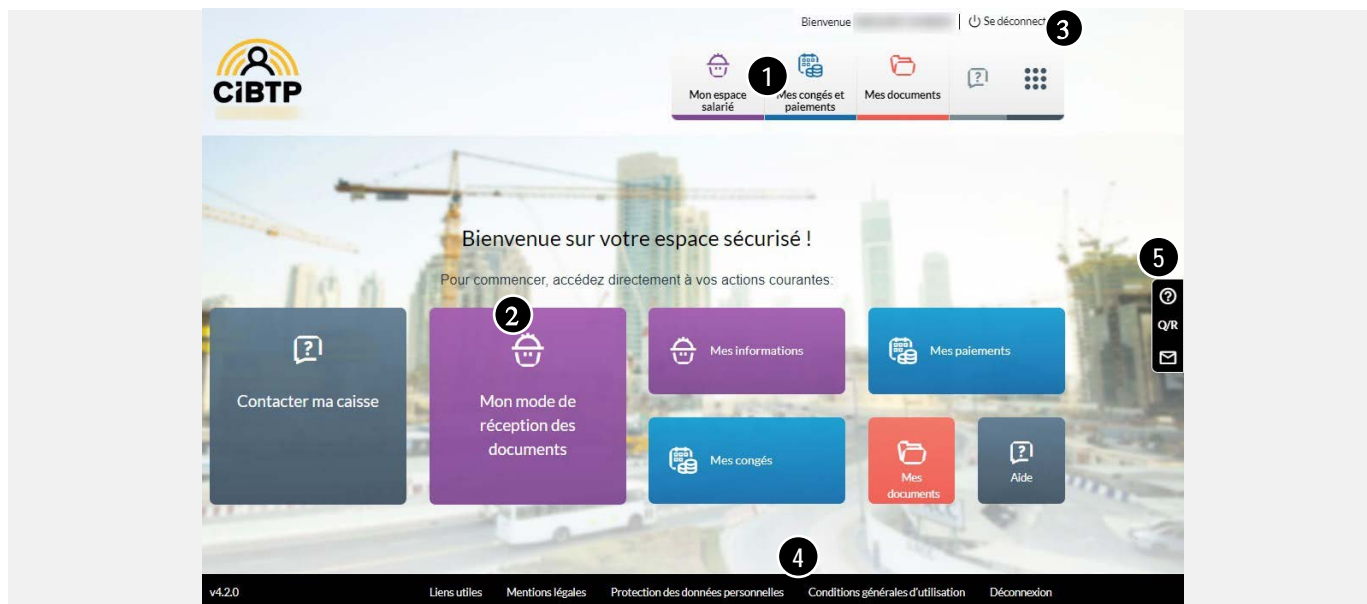 Bienvenue
Se déconnect
3
CiBTP
1
Mon espace
salarié
Mes congés et
paiements
Mes documents
Bienvenue sur votre espace sécurisé !
Pour commencer, accédez directement à vos actions courantes:
5
Q/R
2
Contacter ma caisse
Mon mode de
réception des
documents
Mes informations
Mes paiements
Mes congés
Mes
documents
Aide
4
v4.2.0
Liens utiles
Mentions légales
Protection des données personnelles
Conditions générales d'utilisation
Déconnexion